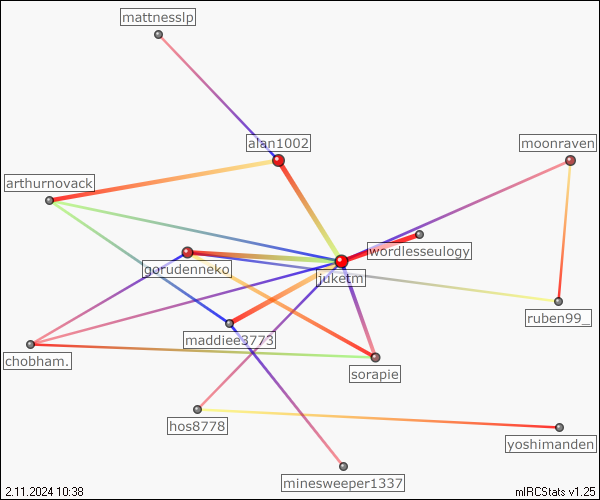 mattnesslp
alan1002
moonraven
arthurnovack
wordlesseulogy
gorudenneko
juketm
ruben99_
maddiee3773
chobham.
sorapie
hos8778
yoshimanden
minesweeper1337
2.11.2024 10:38
mIRCStats v1.25